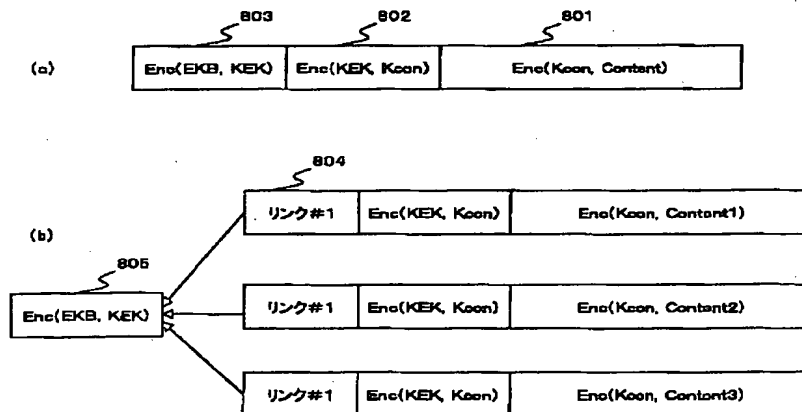 803 802 801
(a) Enc(EKB, KEK) Enc(KEK, Kcon) Enc(Kcon, Content)
804
リンク#1 Enc(KEK, Kcon) Enc(Kcon, Content1)
(b)
805
Enc(EKB, KEK) リンク#1 Enc(KEK, Kcon) Enc(Kcon, Content2)
リンク#1 Enc(KEK, Kcon) Enc(Kcon, Content3)